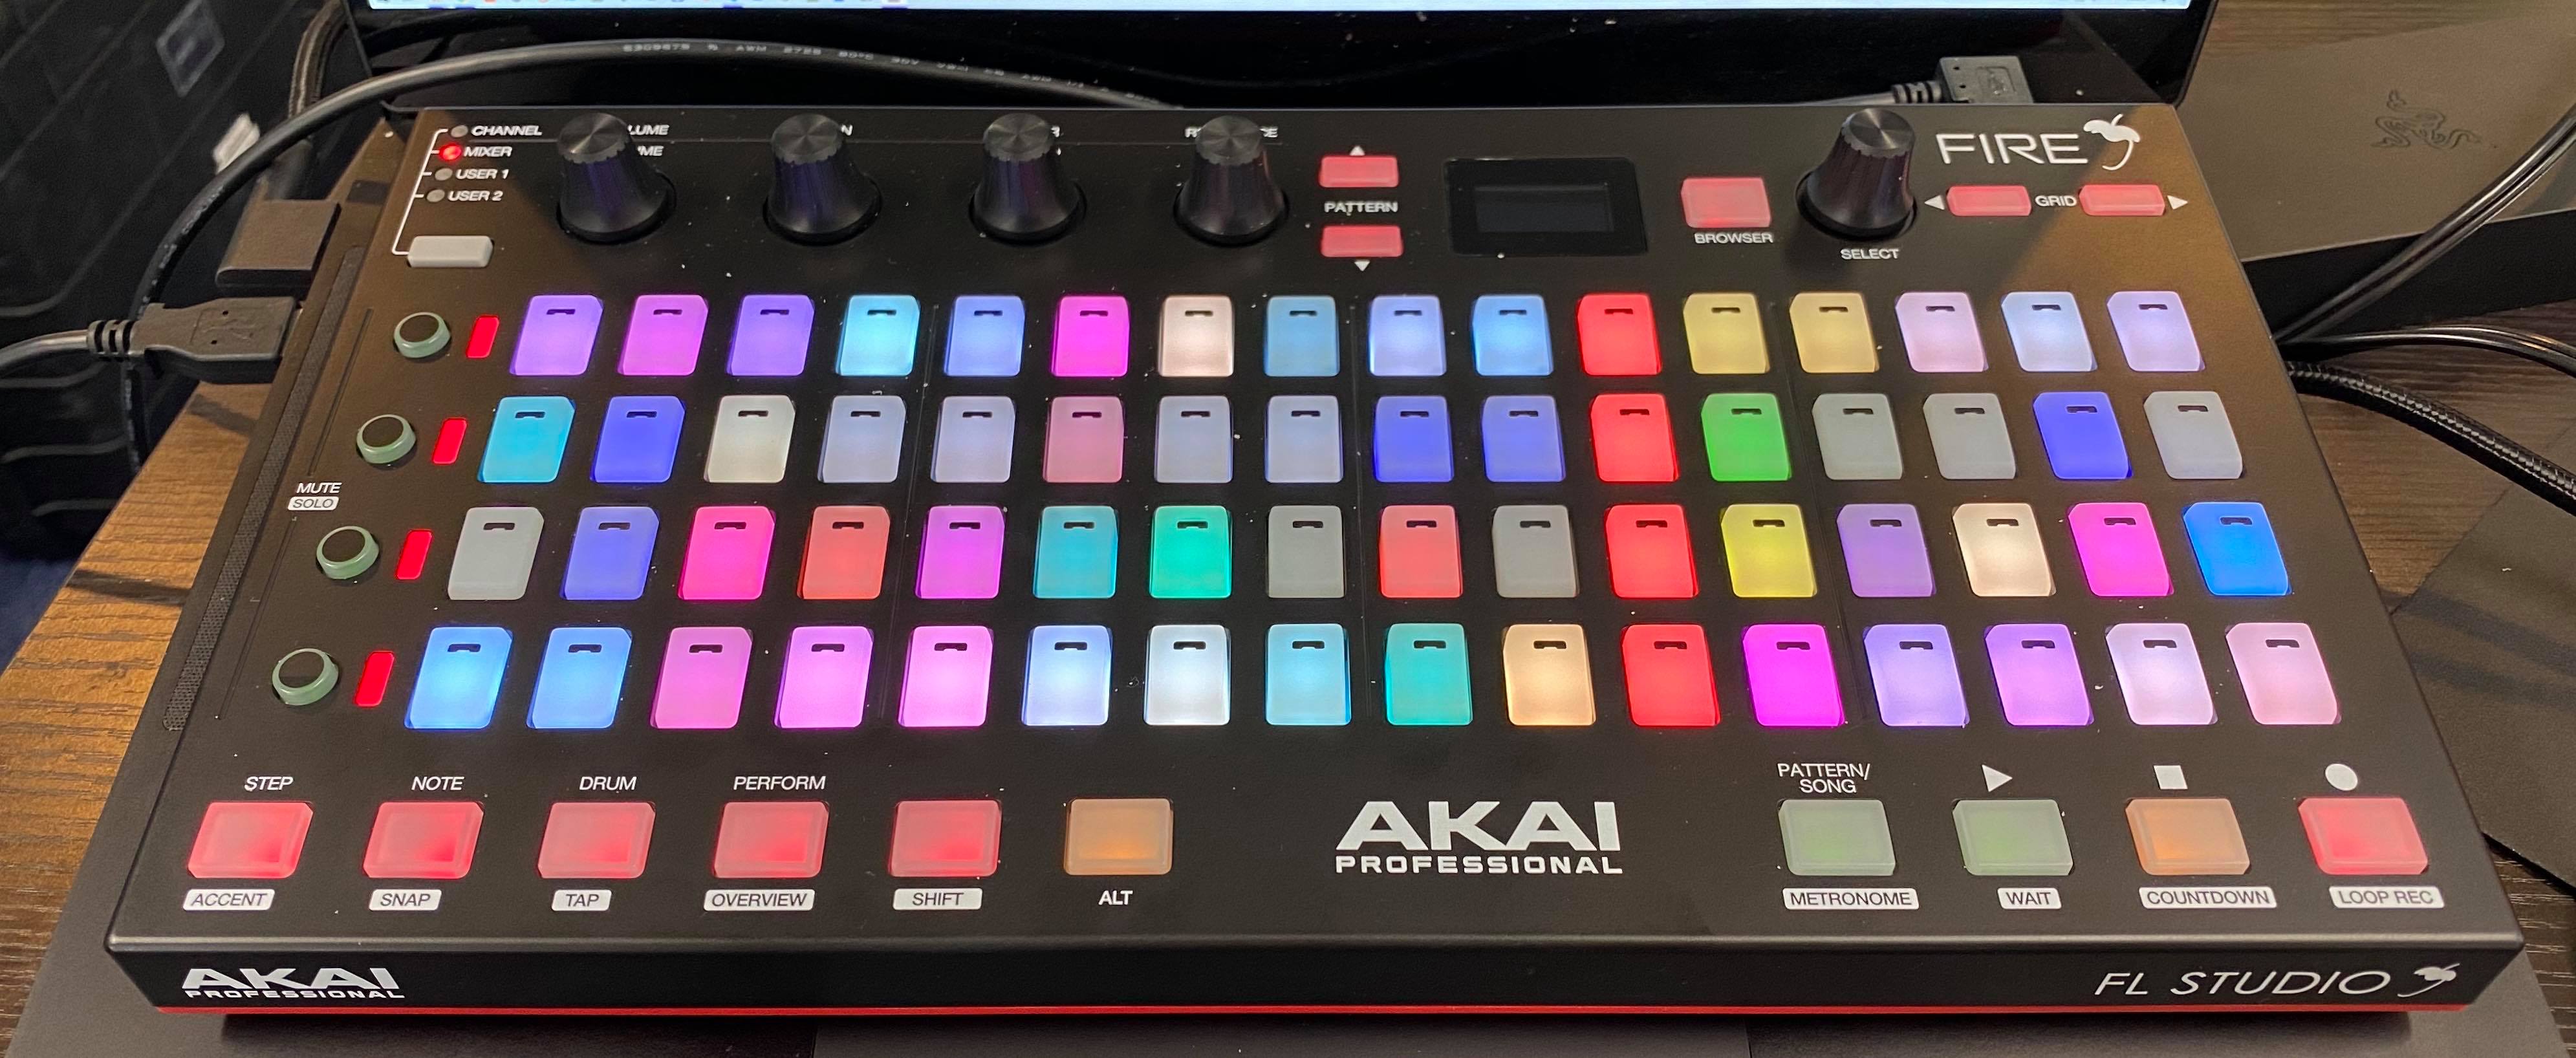 CHANNEL
MIXER
USER 1
USER 2
PATTERN
BROWSER
SELECT
FIRE
GRID
MUTE
SOLO
STEP
NOTE
DRUM
PERFORM
PATTERN/
SONG
ACCENT
SNAP
TAP
OVERVIEW
SHIFT
ALT
AKAI
PROFESSIONAL
METRONOME
WAIT
COUNTDOWN
LOOP REC
AKAI
PROFESSIONAL
FL STUDIO